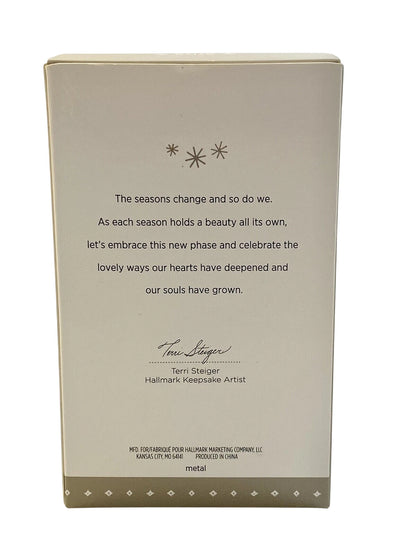 The seasons change and so do we.
As each season holds a beauty all its own,
let's embrace this new phase and celebrate the
lovely ways our hearts have deepened and
our souls have grown.
Terri Steiger
Terri Steiger
Hallmark Keepsake Artist
MFD. FOR/FABRIQUÉ POUR HALLMARK MARKETING COMPANY, LLC
KANSAS CITY, MO 64141 PRODUCED IN CHINA
metal